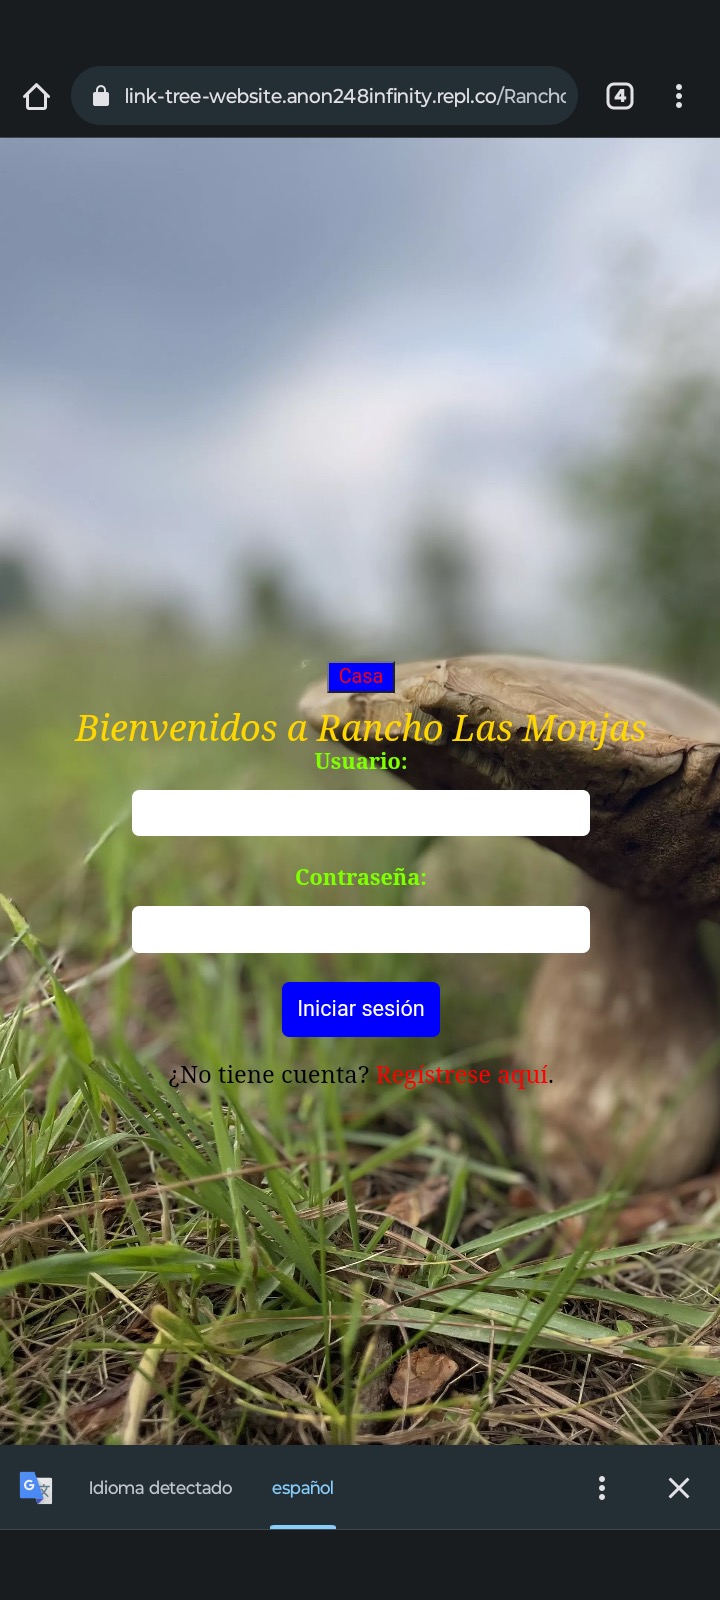 link-tree-website.anon248infinity.repl.co/Rancho
4
Casa
Bienvenidos a Rancho Las Monjas
Usuario:
Contraseña:
Iniciar sesión
¿No tiene cuenta? Regístrese aquí.
G 文
Idioma detectado
español